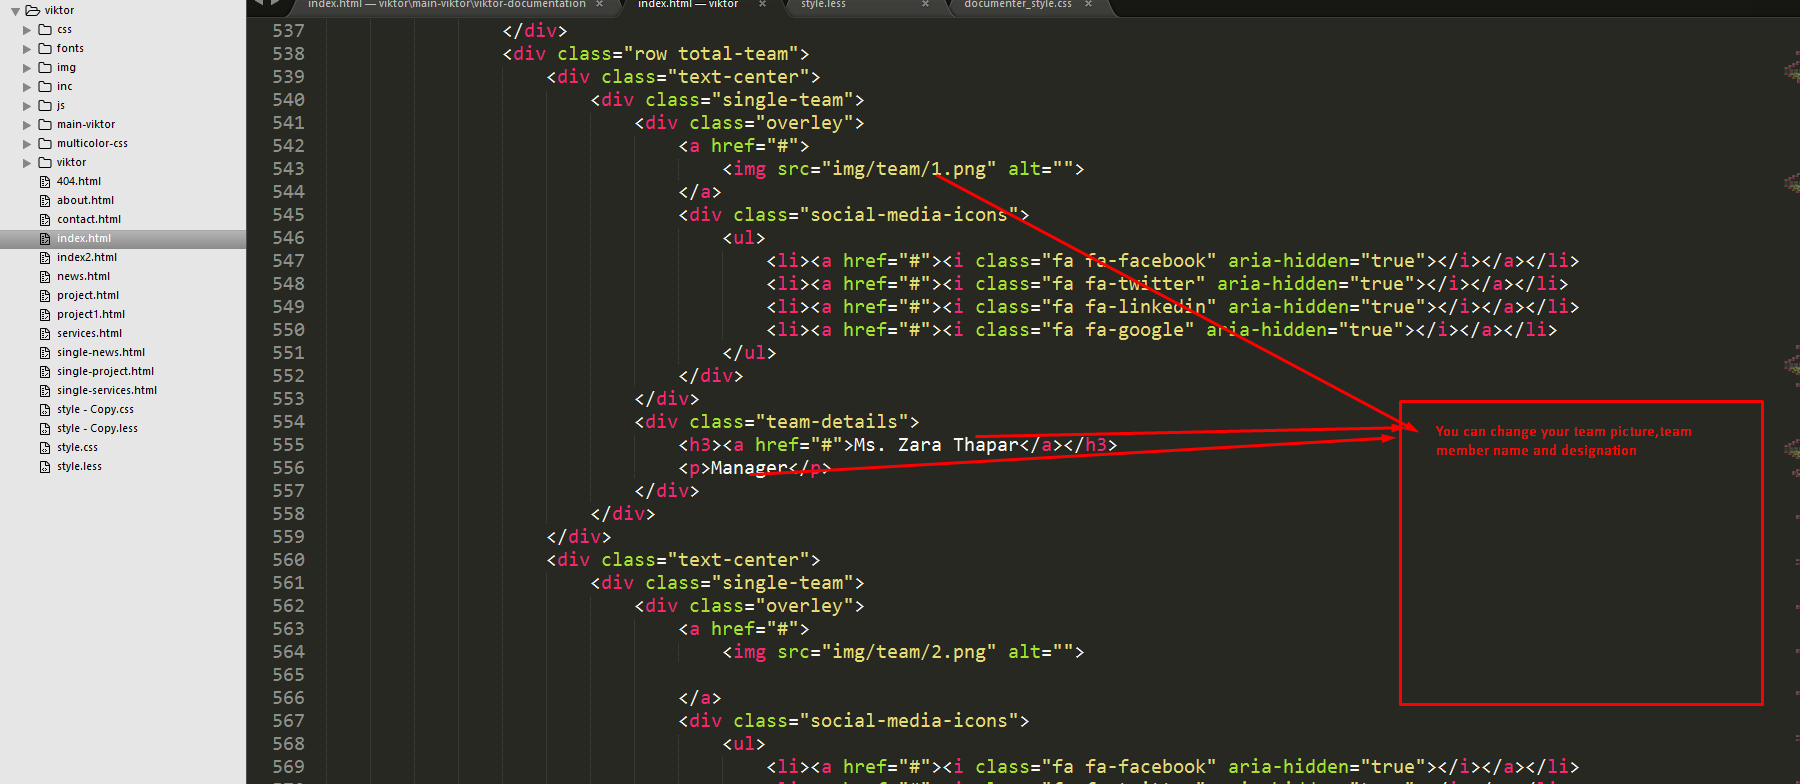 viktor
css
fonts
img
inc
js
main-viktor
multicolor-css
viktor
404.html
about.html
contact.html
index.html
index2.html
news.html
project.html
project1.html
services.html
single-news.html
single-project.html
single-services.html
style - Copy.css
style - Copy.less
style.css
style.less
index.html — viktor\main-viktor\viktor-documentation × index.html — viktor × style.less × documenter_style.css ×
537 </div>
538 <div class="row total-team">
539 <div class="text-center">
540 <div class="single-team">
541 <div class="overley">
542 <a href="#">
543 <img src="img/team/1.png" alt="">
544 </a>
545 <div class="social-media-icons">
546 <ul>
547 <li><a href="#"><i class="fa fa-facebook" aria-hidden="true"></i></a></li>
548 <li><a href="#"><i class="fa fa-twitter" aria-hidden="true"></i></a></li>
549 <li><a href="#"><i class="fa fa-linkedin" aria-hidden="true"></i></a></li>
550 <li><a href="#"><i class="fa fa-google" aria-hidden="true"></i></a></li>
551 </ul>
552 </div>
553 </div>
554 <div class="team-details">
555 <h3><a href="#">Ms. Zara Thapar</a></h3>
556 <p>Manager</p>
557 </div>
558 </div>
559 </div>
560 <div class="text-center">
561 <div class="single-team">
562 <div class="overley">
563 <a href="#">
564 <img src="img/team/2.png" alt="">
565
566 </a>
567 <div class="social-media-icons">
568 <ul>
569 <li><a href="#"><i class="fa fa-facebook" aria-hidden="true"></i></a></li>
You can change your team picture,team
member name and designation